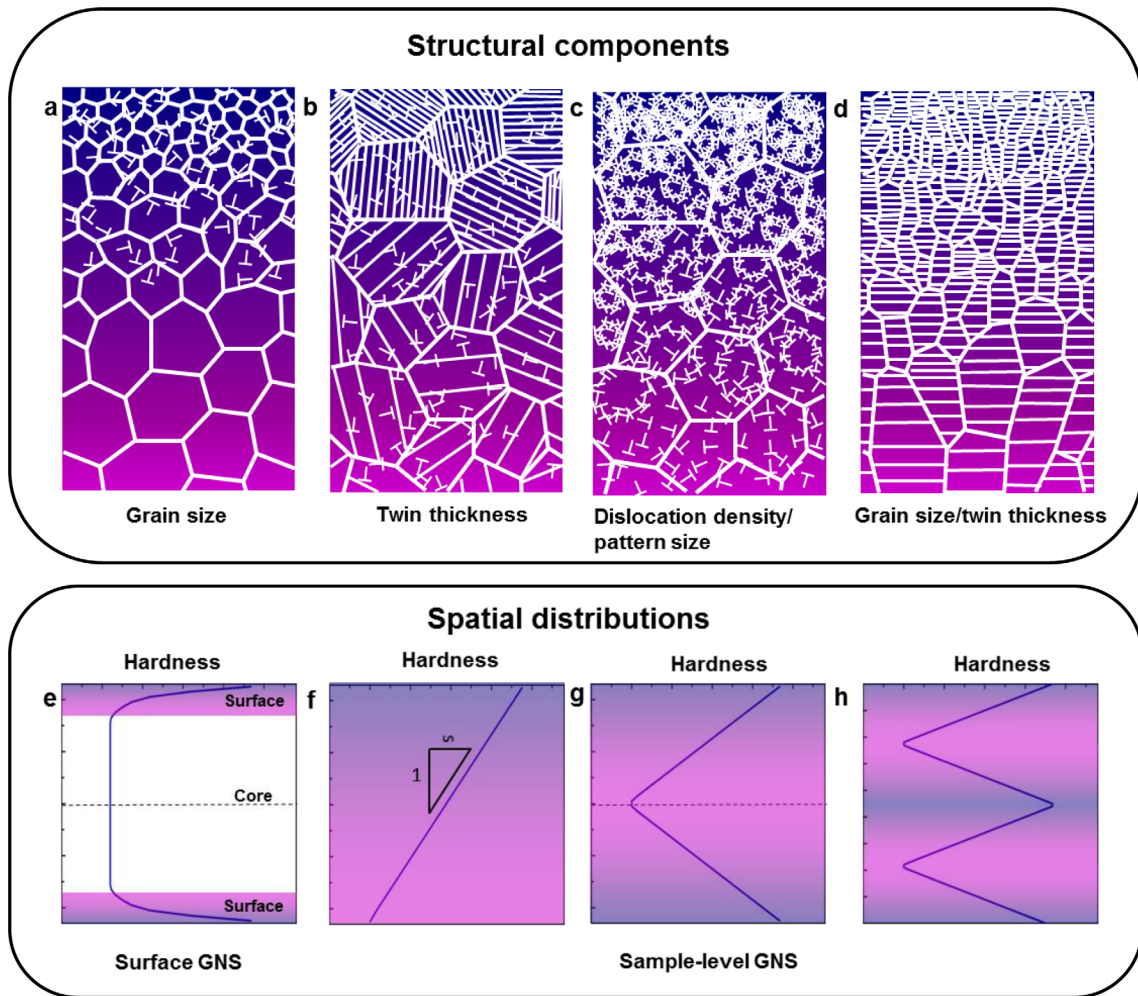 Structural components
a
b
c
d
Grain size
Twin thickness
Dislocation density/
pattern size
Grain size/twin thickness
Spatial distributions
Hardness
Hardness
Hardness
Hardness
e
Surface
Core
Surface
f
s
1
g
h
Surface GNS
Sample-level GNS